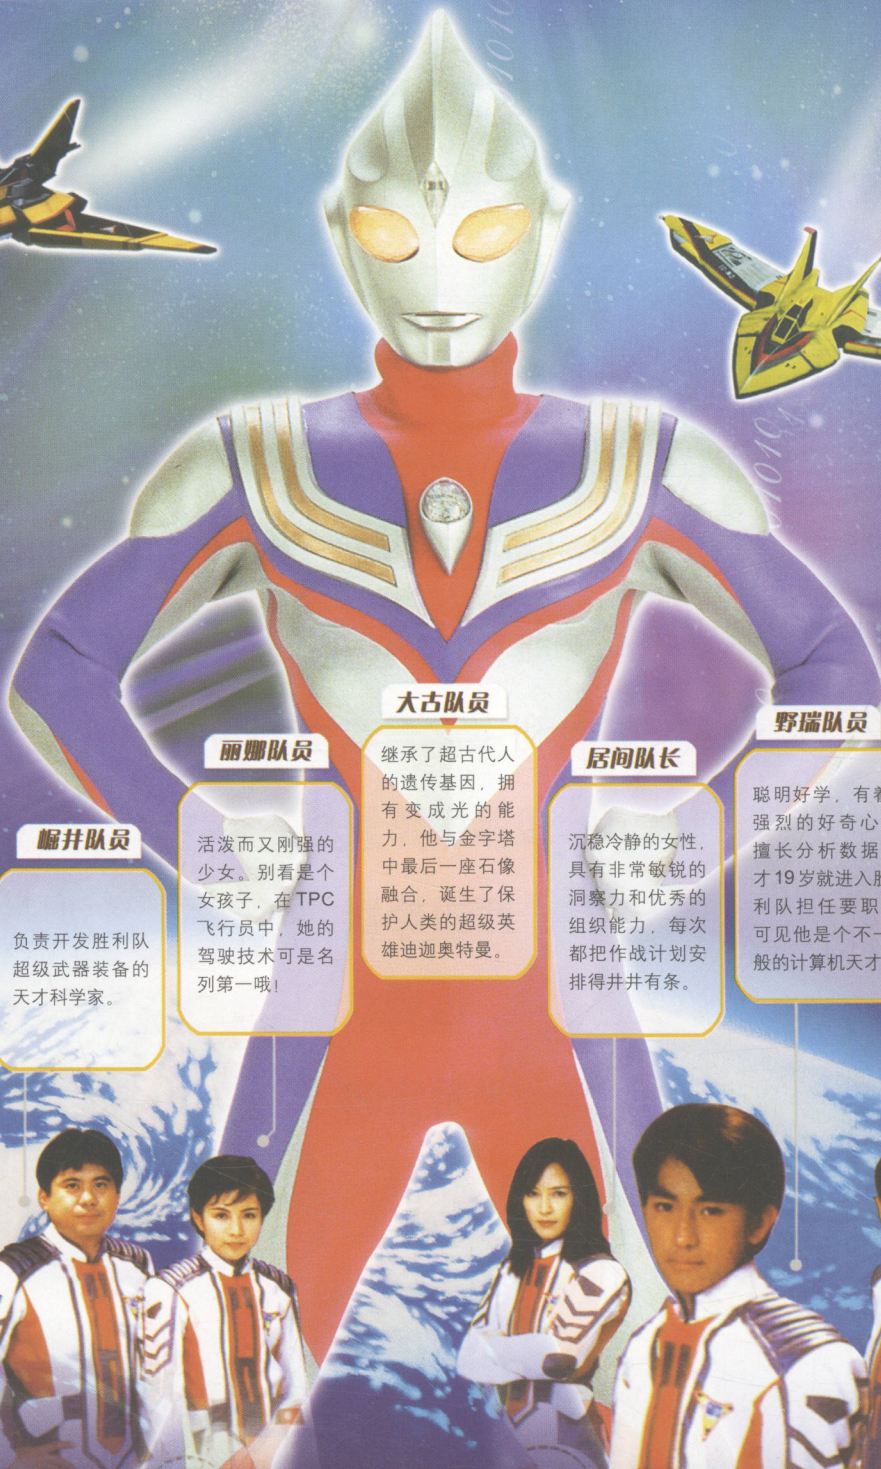 堀井队员
负责开发胜利队
超级武器装备的
天才科学家。
丽娜队员
活泼而又刚强的
少女。别看是个
女孩子，在TPC
飞行员中，她的
驾驶技术可是名
列第一哦!
大古队员
继承了超古代人
的遗传基因，拥
有变成光的能
力，他与金字塔
中最后一座石像
融合，诞生了保
护人类的超级英
雄迪迦奥特曼。
居间队长
沉稳冷静的女性，
具有非常敏锐的
洞察力和优秀的
组织能力，每次
都把作战计划安
排得井井有条。
野瑞队员
聪明好学，有着
强烈的好奇心
擅长分析数据
才19岁就进入胜
利队担任要职
可见他是个不一
般的计算机天才